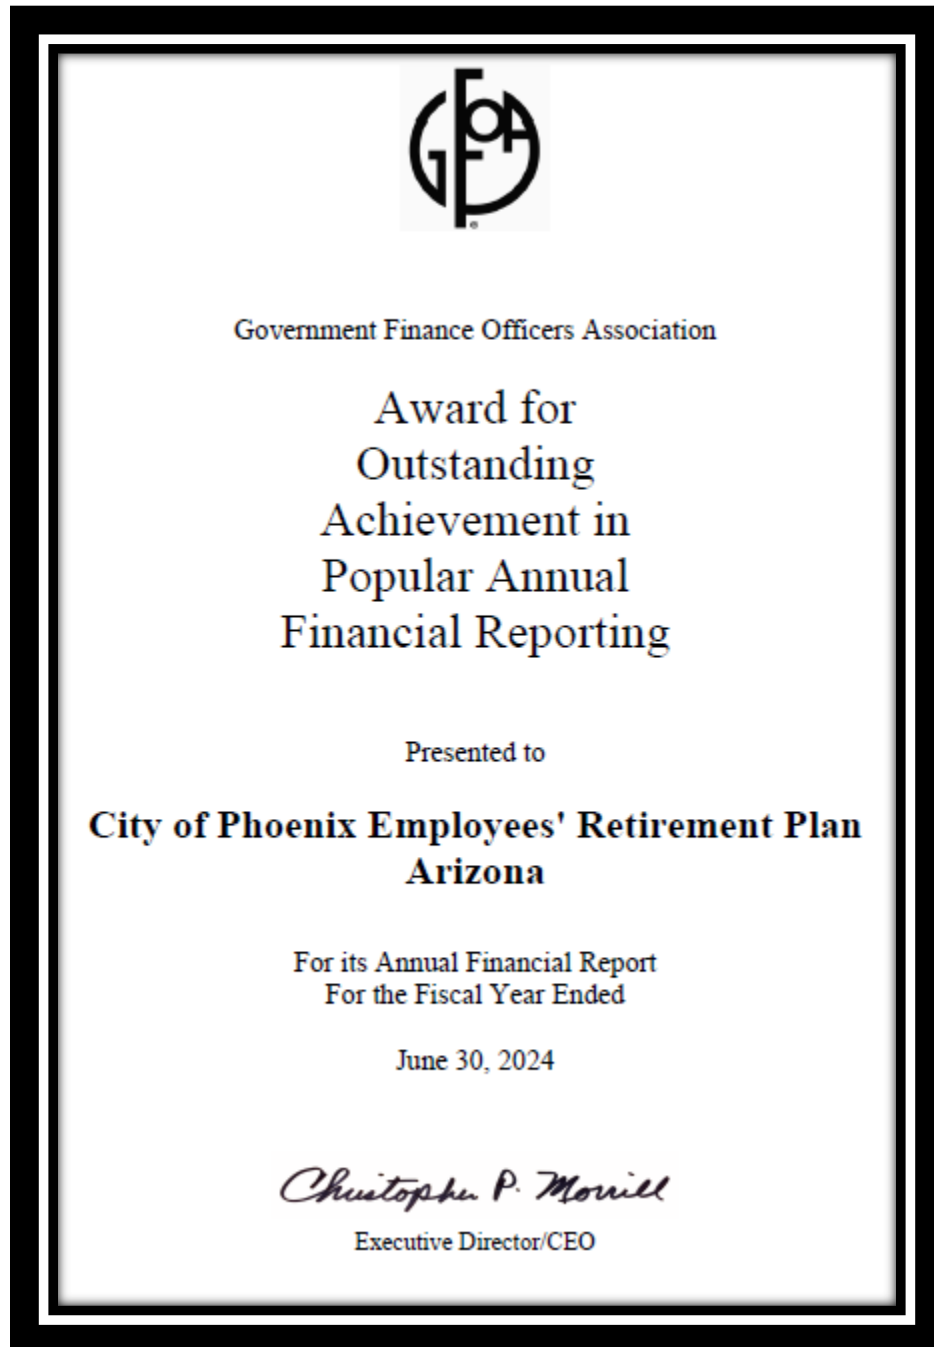 GFOA
Government Finance Officers Association
Award for
Outstanding
Achievement in
Popular Annual
Financial Reporting
Presented to
City of Phoenix Employees' Retirement Plan
Arizona
For its Annual Financial Report
For the Fiscal Year Ended
June 30, 2024
Christopher P. Morrill
Executive Director/CEO